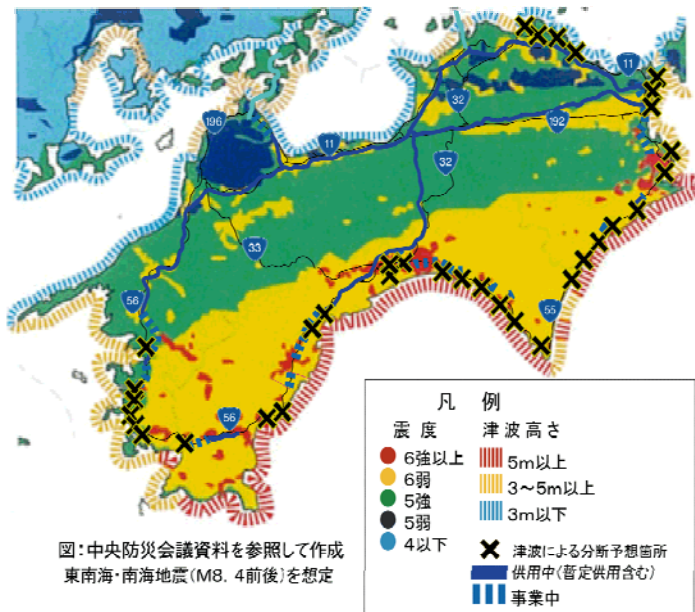 11
196
32
192
11
32
33
56
55
56
凡 例
震度 津波高さ
6強以上 5m以上
6弱 3～5m以上
5強 3m以下
5弱
4以下
津波による分断予想箇所
供用中(暫定供用含む)
事業中
図:中央防災会議資料を参照して作成
東南海・南海地震(M8.4前後)を想定